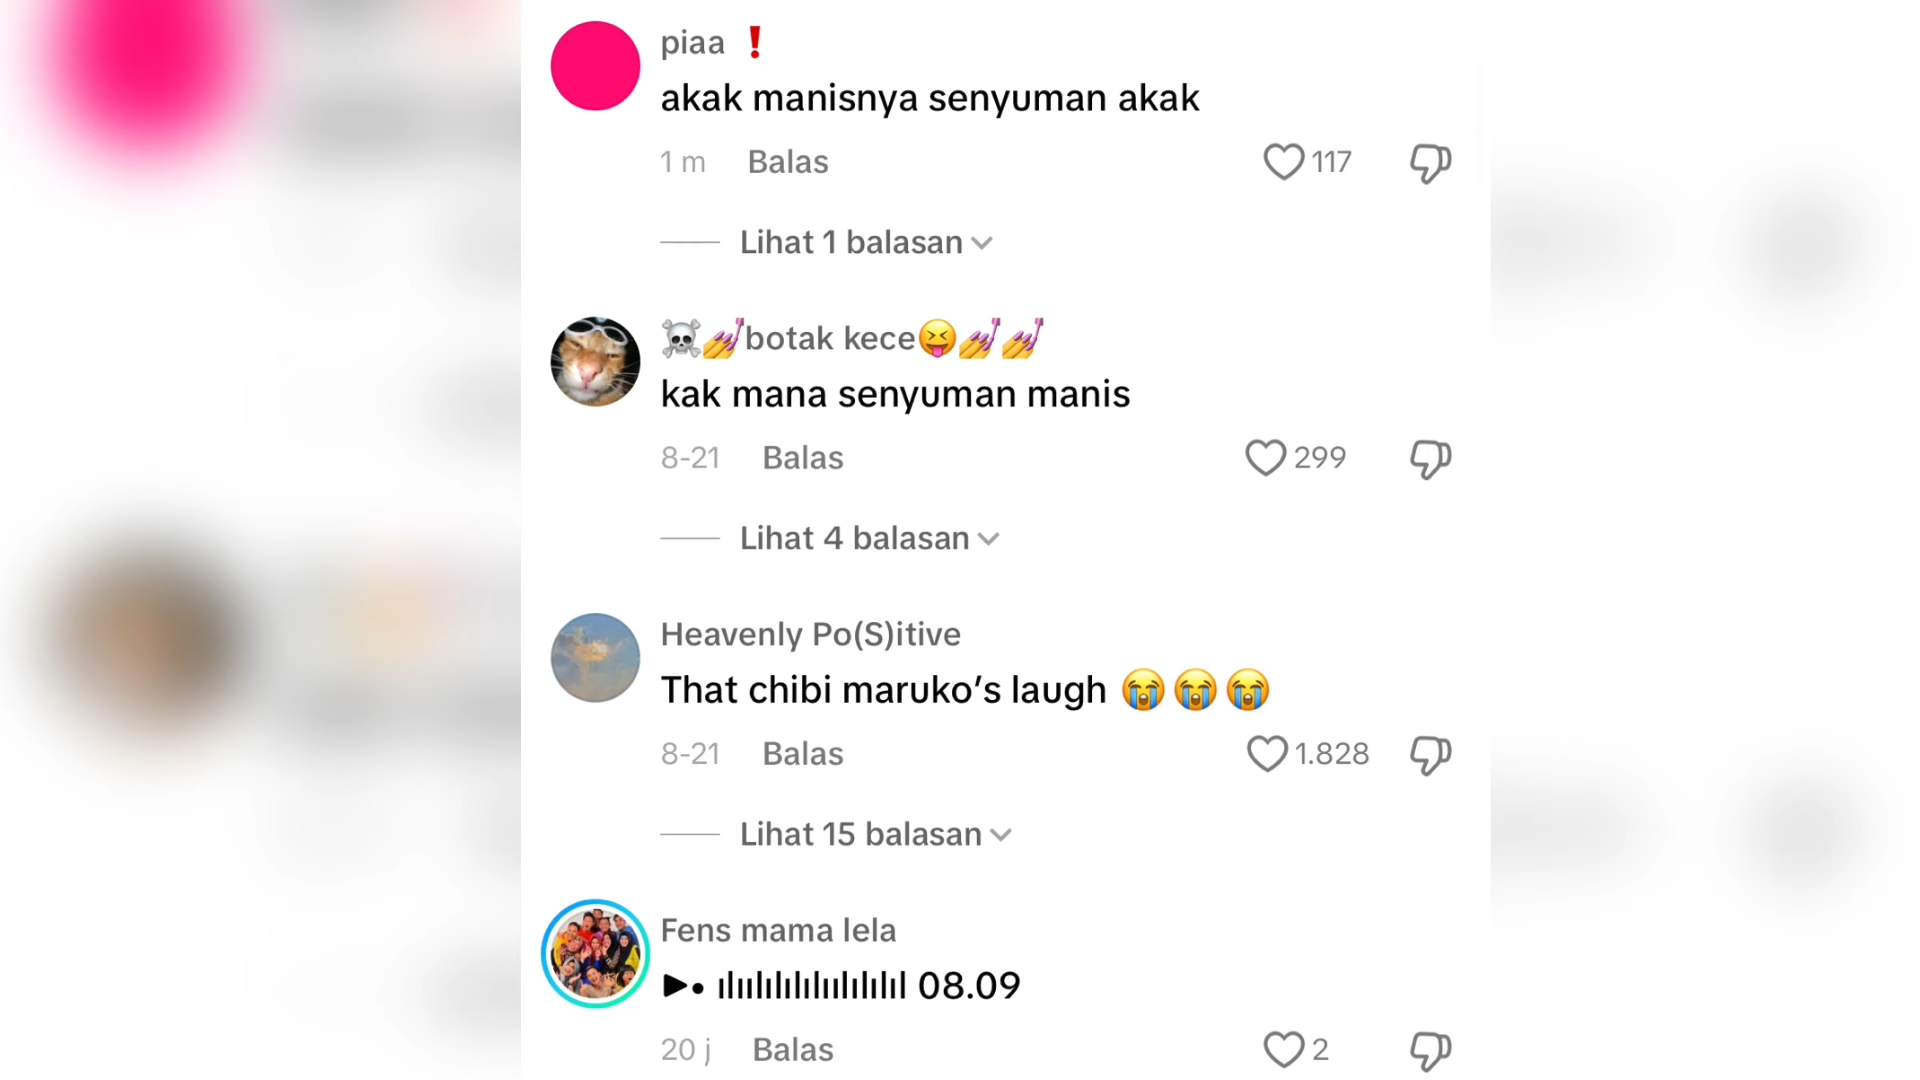 piaa ❗
akak manisnya senyuman akak
1 m Balas 117
Lihat 1 balasan
☠️💅botak kece😝💅💅
kak mana senyuman manis
8-21 Balas 299
Lihat 4 balasan
Heavenly Po(S)itive
That chibi maruko’s laugh 😭😭😭
8-21 Balas 1.828
Lihat 15 balasan
Fens mama lela
▶• ılıılılılılıılılılıl 08.09
20 j Balas 2